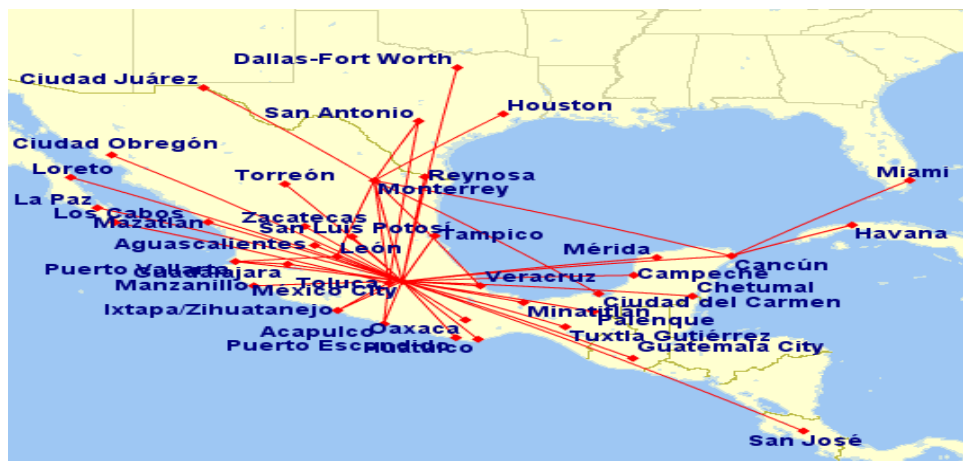 Dallas-Fort Worth
Ciudad Juárez
San Antonio
Houston
Ciudad Obregón
Loreto
Torreón
Reynosa
Monterrey
Miami
La Paz
Los Cabos
Mazatlán
Zacatecas
San Luis Potosí
Tampico
Havana
Aguascalientes
León
Mérida
Cancún
Puerto Vallarta
Guadalajara
Manzanillo
Toluca
Mexico City
Veracruz
Campeche
Chetumal
Ciudad del Carmen
Ixtapa/Zihuatanejo
Minatitlán
Palenque
Acapulco
Oaxaca
Tuxtla Gutiérrez
Puerto Escondido
Huatulco
Guatemala City
San José